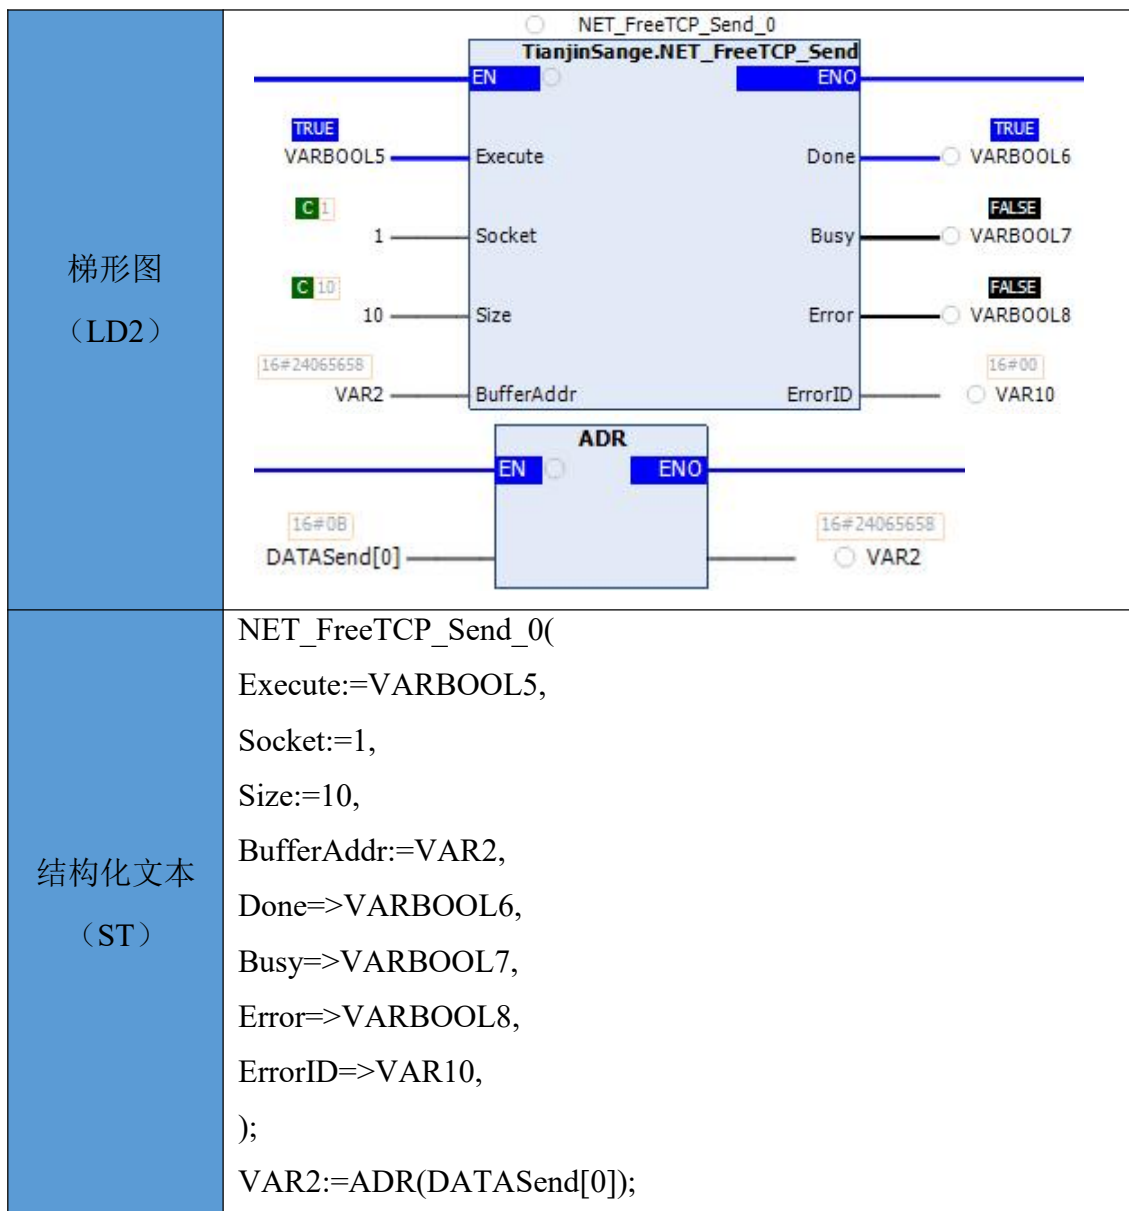 NET_FreeTCP_Send_0
TianjinSange.NET_FreeTCP_Send
EN ENO
TRUE TRUE
VARBOOL5 Execute Done VARBOOL6
C 1 FALSE
1 Socket Busy VARBOOL7
C 10 FALSE
10 Size Error VARBOOL8
16#24065658 16#00
VAR2 BufferAddr ErrorID VAR10
ADR
EN ENO
16#0B 16#24065658
DATASend[0] VAR2
梯形图
（LD2）
NET_FreeTCP_Send_0(
Execute:=VARBOOL5,
Socket:=1,
Size:=10,
BufferAddr:=VAR2,
Done=>VARBOOL6,
Busy=>VARBOOL7,
Error=>VARBOOL8,
ErrorID=>VAR10,
);
VAR2:=ADR(DATASend[0]);
结构化文本
（ST）